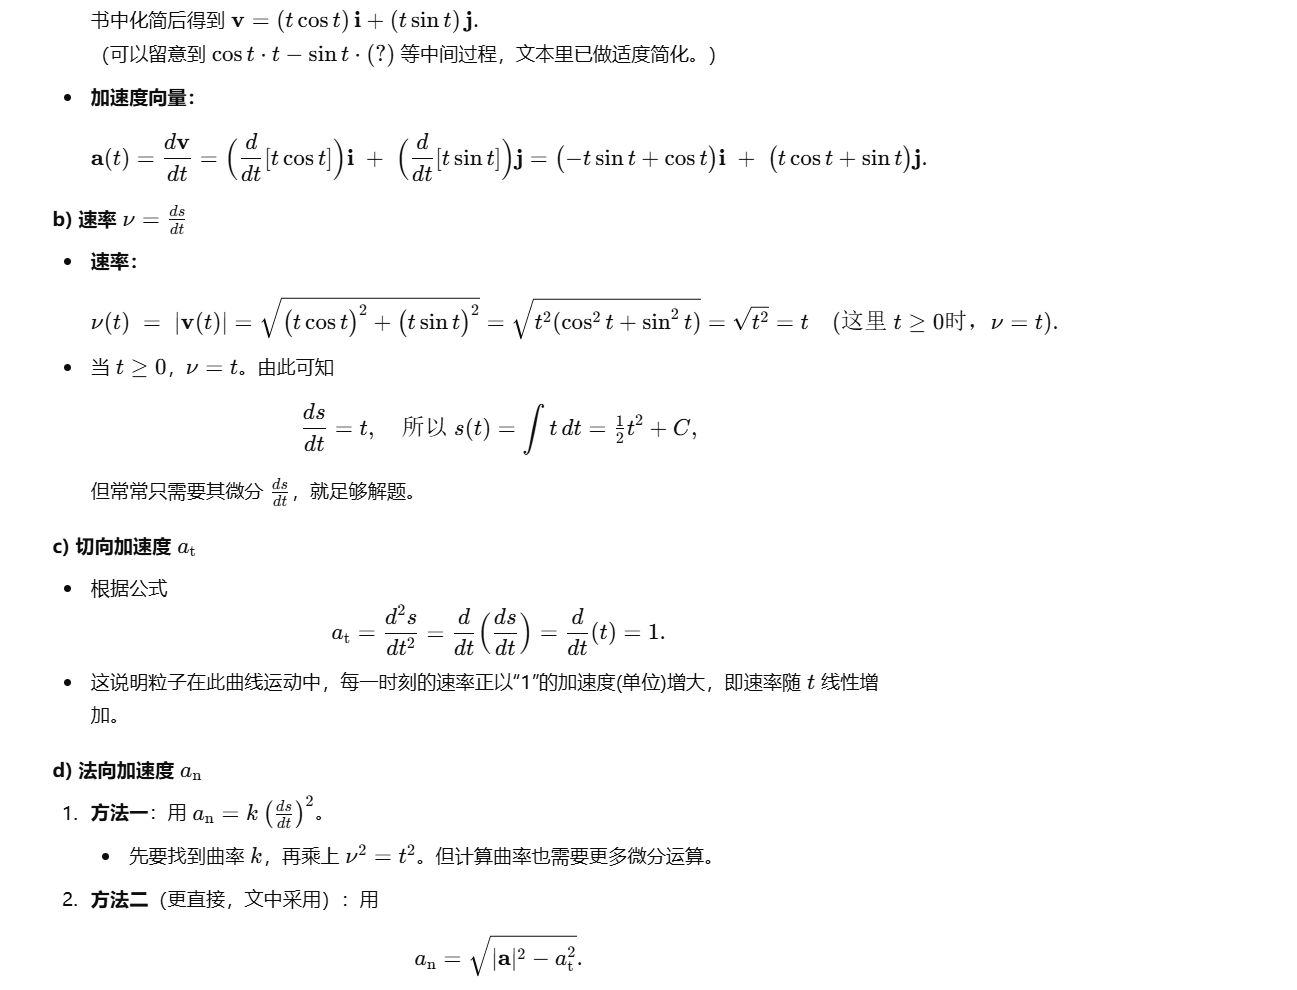 书中化简后得到 v = (t cos t) i + (t sin t) j.
（可以留意到 cos t · t − sin t · (?) 等中间过程，文本里已做适度简化。）
• 加速度向量：
a(t) = dv/dt = (d/dt[t cos t])i + (d/dt[t sin t])j = (−t sin t + cos t)i + (t cos t + sin t)j.
b) 速率 ν = ds/dt
• 速率：
ν(t) = |v(t)| = √((t cos t)² + (t sin t)²) = √(t²(cos² t + sin² t)) = √(t²) = t (这里 t ≥ 0时，ν = t).
• 当 t ≥ 0，ν = t。由此可知
ds/dt = t, 所以 s(t) = ∫ t dt = ½t² + C,
但常常只需要其微分 ds/dt，就足够解题。
c) 切向加速度 a_t
• 根据公式
a_t = d²s/dt² = d/dt(ds/dt) = d/dt(t) = 1.
• 这说明粒子在此曲线运动中，每一时刻的速率正以“1”的加速度(单位)增大，即速率随 t 线性增
加。
d) 法向加速度 a_n
1. 方法一：用 a_n = k (ds/dt)²。
• 先要找到曲率 k，再乘上 ν² = t²。但计算曲率也需要更多微分运算。
2. 方法二（更直接，文中采用）：用
a_n = √(|a|² − a_t²).